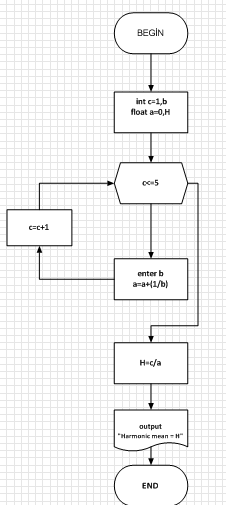 BEGİN
int c=1,b
float a=0,H
c<=5
c=c+1
enter b
a=a+(1/b)
H=c/a
output
"Harmonic mean = H"
END